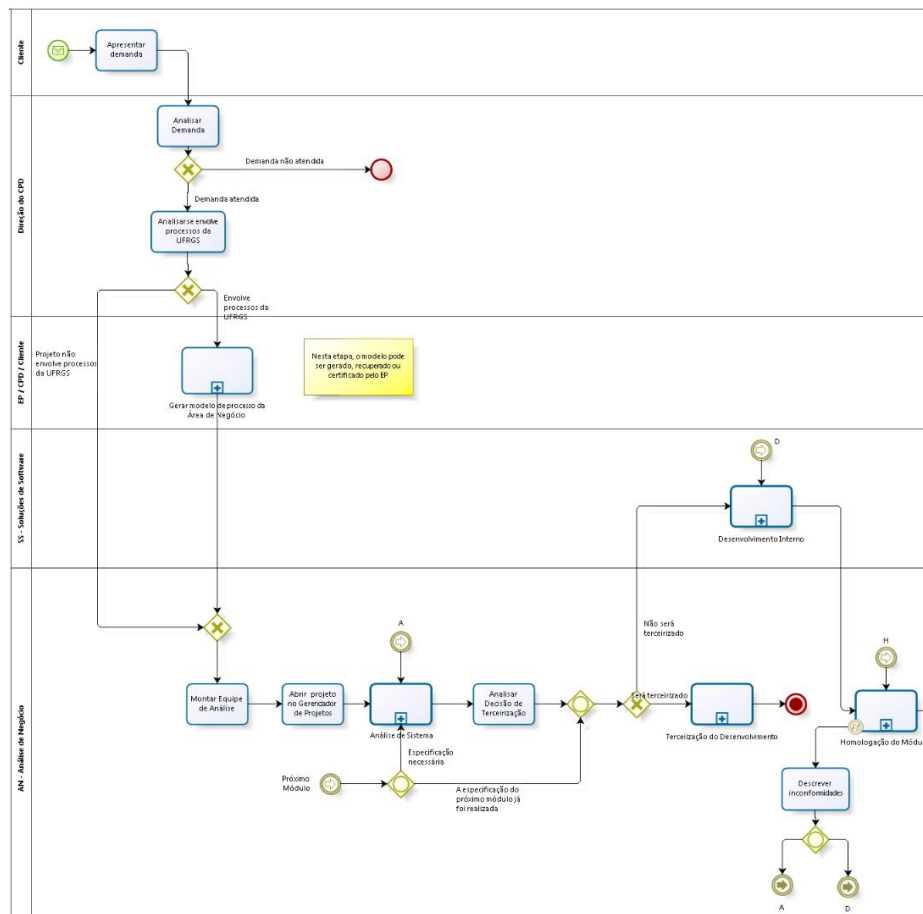 Cliente
Apresentar
demanda
Direção do CPD
Analisar
Demanda
Demanda não atendida
Demanda atendida
Analisar se envolve
processos da
UFRGS
Envolve
processos da
UFRGS
EP / CPD / Cliente
Projeto não
envolve processos
da UFRGS
Nesta etapa, o modelo pode
ser gerado, recuperado ou
certificado pelo EP
Gerar modelo de processo da
Área de Negócio
SS - Soluções de Software
D
Desenvolvimento Interno
AN - Análise de Negócio
Não será
terceirizado
A
H
Montar Equipe
de Análise
Abrir projeto
no Gerenciador
de Projetos
Análise de Sistema
Analisar
Decisão de
Terceirização
Será terceirizado
Terceiização do Desenvolvimento
Homologação do Módul
Especificação
necessária
Próximo
Módulo
A especificação do
próximo módulo já
foi realizada
Descrever
inconformidades
A
D